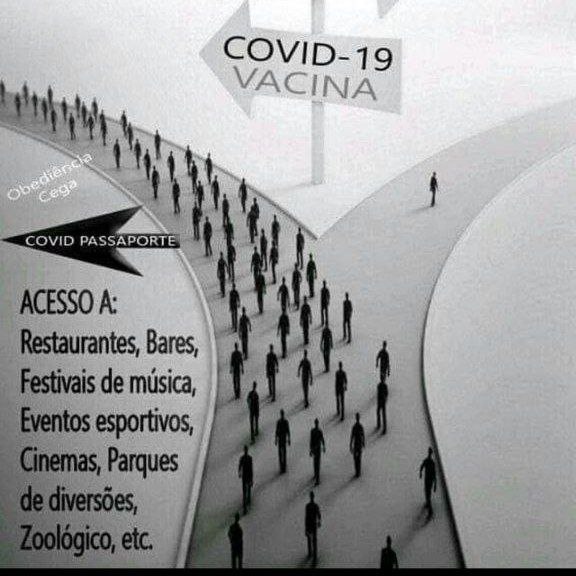 COVID-19
VACINA
Obediência
Cega
COVID PASSAPORTE
ACESSO A:
Restaurantes, Bares,
Festivais de música,
Eventos esportivos,
Cinemas, Parques
de diversões,
Zoológico, etc.